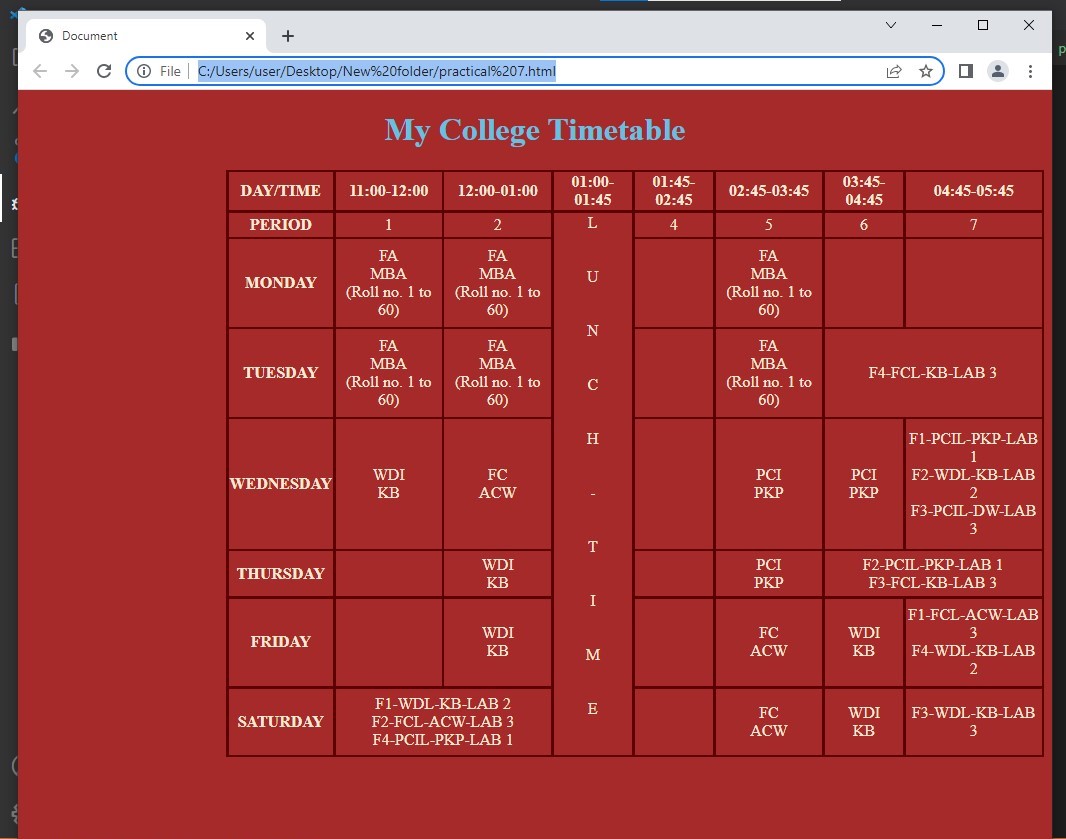 Document
File
C:/Users/user/Desktop/New%20folder/practical%207.html
My College Timetable
DAY/TIME 11:00-12:00 12:00-01:00 01:00- 01:45- 02:45-03:45 03:45- 04:45-05:45
01:45 02:45 04:45
PERIOD 1 2 L 4 5 6 7
U
N
C
H
-
T
I
M
E
MONDAY
FA
MBA
(Roll no. 1 to
60)
FA
MBA
(Roll no. 1 to
60)
FA
MBA
(Roll no. 1 to
60)
TUESDAY
FA
MBA
(Roll no. 1 to
60)
FA
MBA
(Roll no. 1 to
60)
FA
MBA
(Roll no. 1 to
60)
F4-FCL-KB-LAB 3
WEDNESDAY
WDI
KB
FC
ACW
PCI
PKP
PCI
PKP
F1-PCIL-PKP-LAB
1
F2-WDL-KB-LAB
2
F3-PCIL-DW-LAB
3
THURSDAY
WDI
KB
PCI
PKP
F2-PCIL-PKP-LAB 1
F3-FCL-KB-LAB 3
FRIDAY
WDI
KB
FC
ACW
WDI
KB
F1-FCL-ACW-LAB
3
F4-WDL-KB-LAB
2
SATURDAY
F1-WDL-KB-LAB 2
F2-FCL-ACW-LAB 3
F4-PCIL-PKP-LAB 1
FC
ACW
WDI
KB
F3-WDL-KB-LAB
3